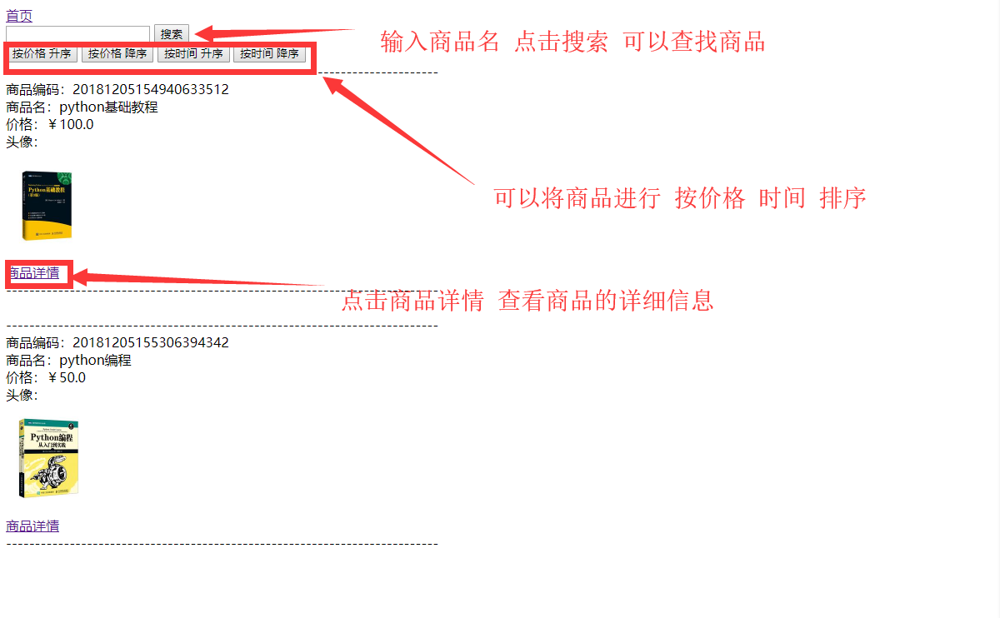 首页
搜索
输入商品名 点击搜索 可以查找商品
按价格 升序 按价格 降序 按时间 升序 按时间 降序
--------------------
商品编码：20181205154940633512
商品名：python基础教程
价格：￥100.0
头像：
可以将商品进行 按价格 时间 排序
Python基础教程
商品详情
点击商品详情 查看商品的详细信息
--------------------------------------------------------------------------
--------------------------------------------------------------------------
商品编码：20181205155306394342
商品名：python编程
价格：￥50.0
头像：
Python编程
从入门到实践
商品详情
--------------------------------------------------------------------------